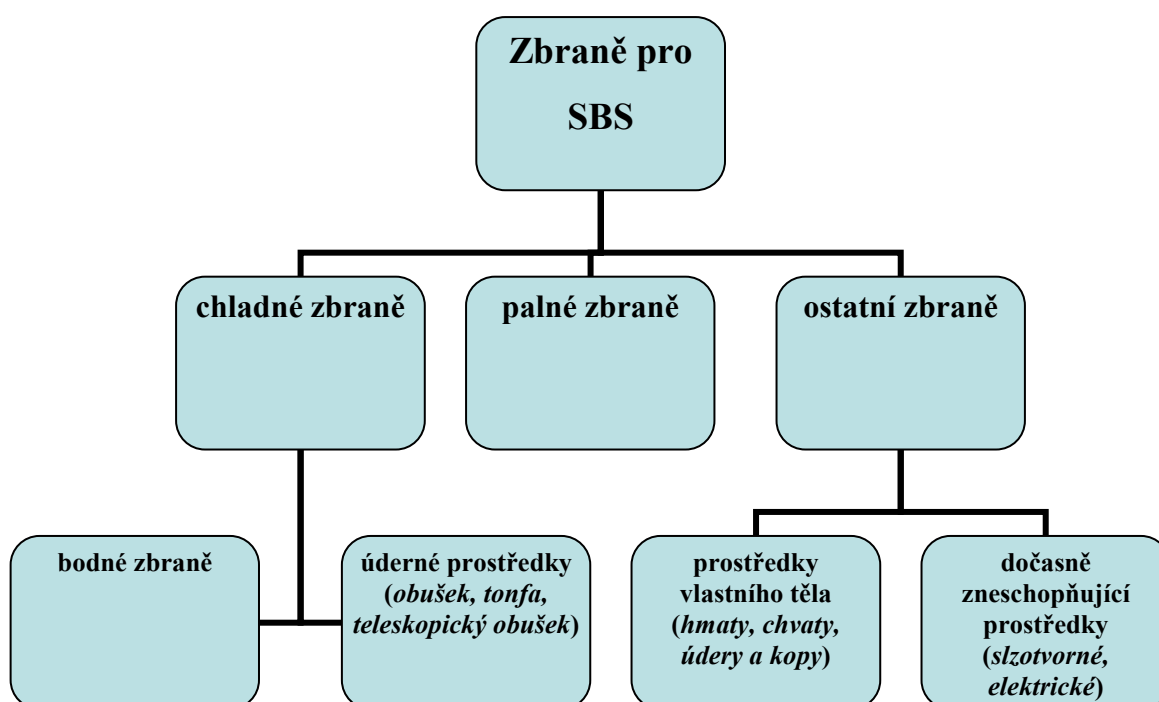 Zbraně pro
SBS
chladné zbraně
palné zbraně
ostatní zbraně
bodné zbraně
úderné prostředky
(obušek, tonfa,
teleskopický obušek)
prostředky
vlastního těla
(hmaty, chvaty,
údery a kopy)
dočasně
zneschopňující
prostředky
(slzotvorné,
elektrické)